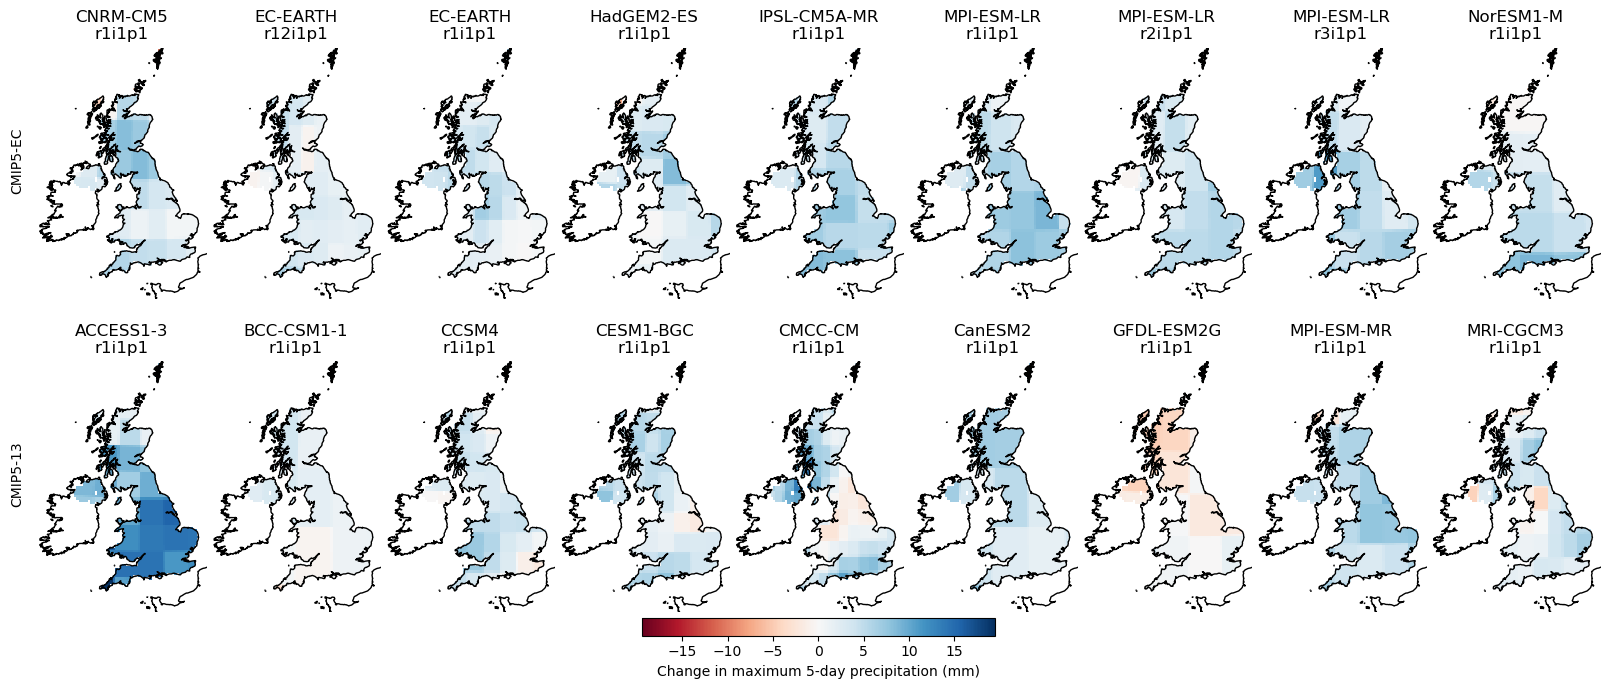 CNRM-CM5 EC-EARTH EC-EARTH HadGEM2-ES IPSL-CM5A-MR MPI-ESM-LR MPI-ESM-LR MPI-ESM-LR NorESM1-M
r1i1p1 r12i1p1 r1i1p1 r1i1p1 r1i1p1 r1i1p1 r2i1p1 r3i1p1 r1i1p1
CMIP5-EC
ACCESS1-3 BCC-CSM1-1 CCSM4 CESM1-BGC CMCC-CM CanESM2 GFDL-ESM2G MPI-ESM-MR MRI-CGCM3
r1i1p1 r1i1p1 r1i1p1 r1i1p1 r1i1p1 r1i1p1 r1i1p1 r1i1p1 r1i1p1
CMIP5-13
−15 −10 −5 0 5 10 15
Change in maximum 5-day precipitation (mm)